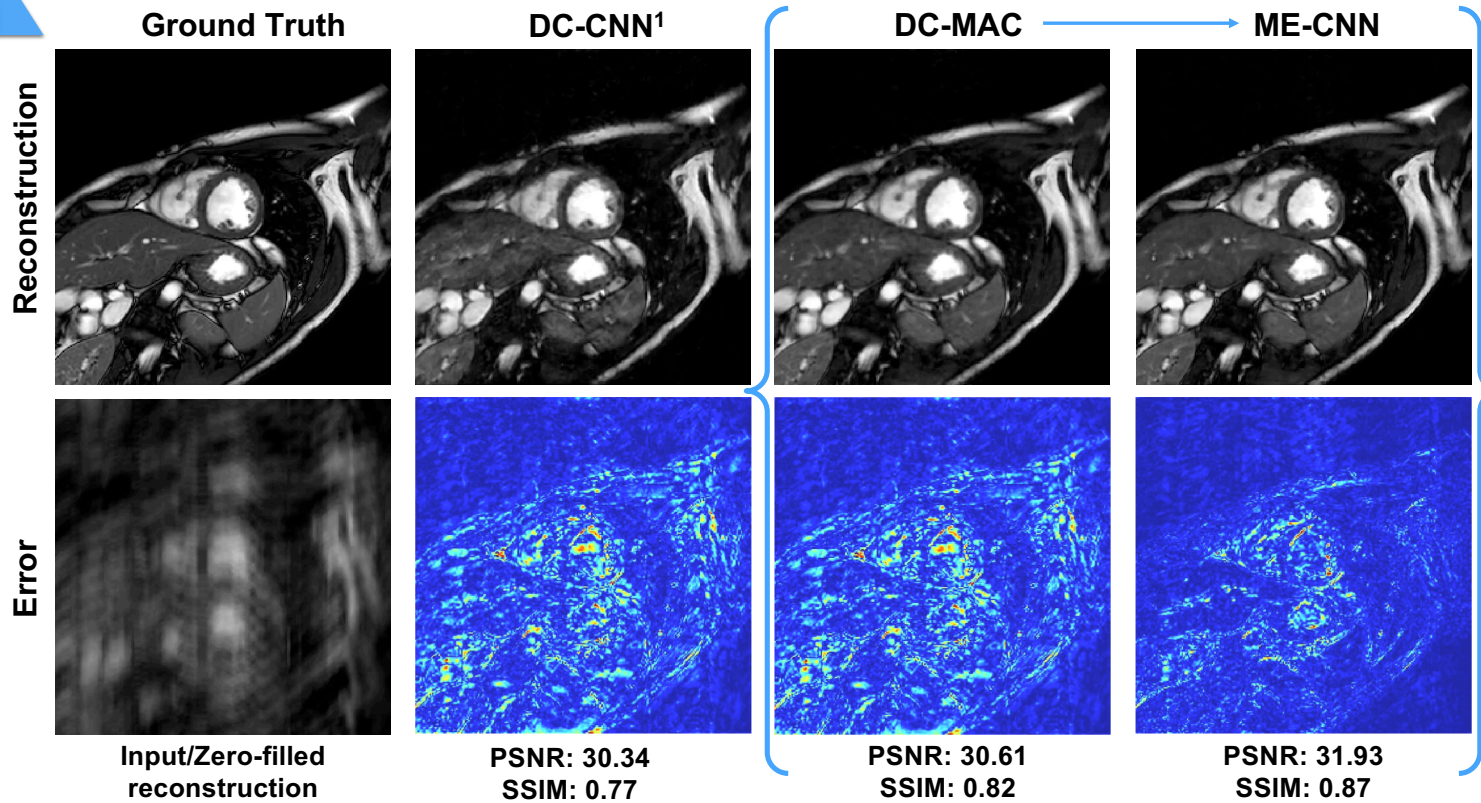 Ground Truth
DC-CNN¹
DC-MAC
ME-CNN
Reconstruction
Error
Input/Zero-filled
reconstruction
PSNR: 30.34
SSIM: 0.77
PSNR: 30.61
SSIM: 0.82
PSNR: 31.93
SSIM: 0.87